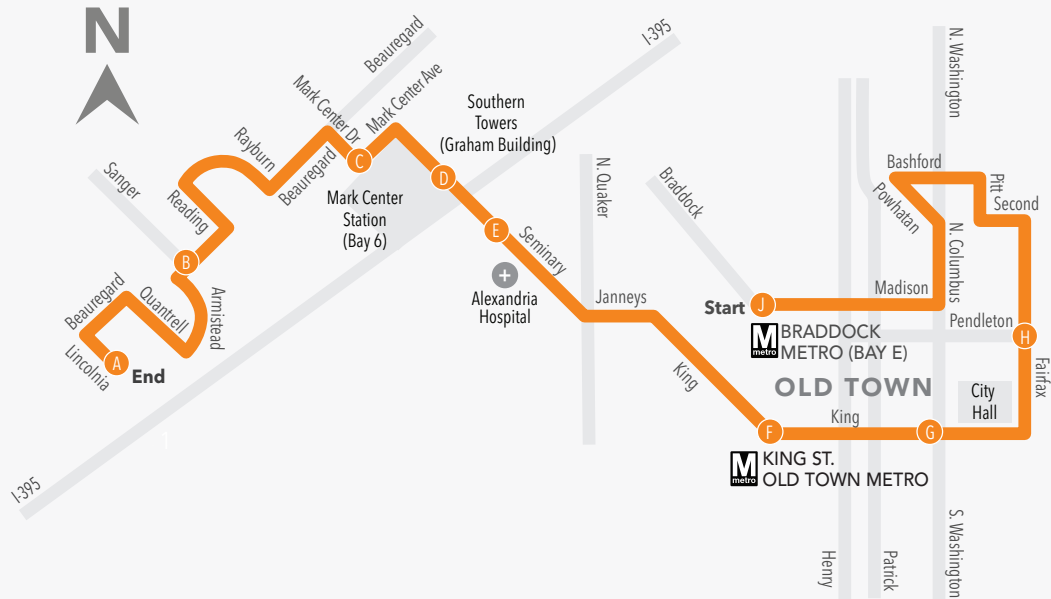 N
Beauregard
I-395
N. Washington
Mark Center Dr
Mark Center Ave
Southern
Towers
(Graham Building)
Rayburn
Beauregard
C
Sanger
Reading
Mark Center
Station
(Bay 6)
D
N. Quaker
Braddock
Bashford
Pitt
Second
Powhatan
N. Columbus
E
Seminary
B
Armistead
Beauregard
Quantrell
Lincolnia
A
End
Alexandria
Hospital
Janneys
Start
J
Madison
Pendleton
H
M
metro
BRADDOCK
METRO (BAY E)
OLD TOWN
King
King
City
Hall
Fairfax
F
G
M
metro
KING ST.
OLD TOWN METRO
1
I-395
Henry
Patrick
S. Washington